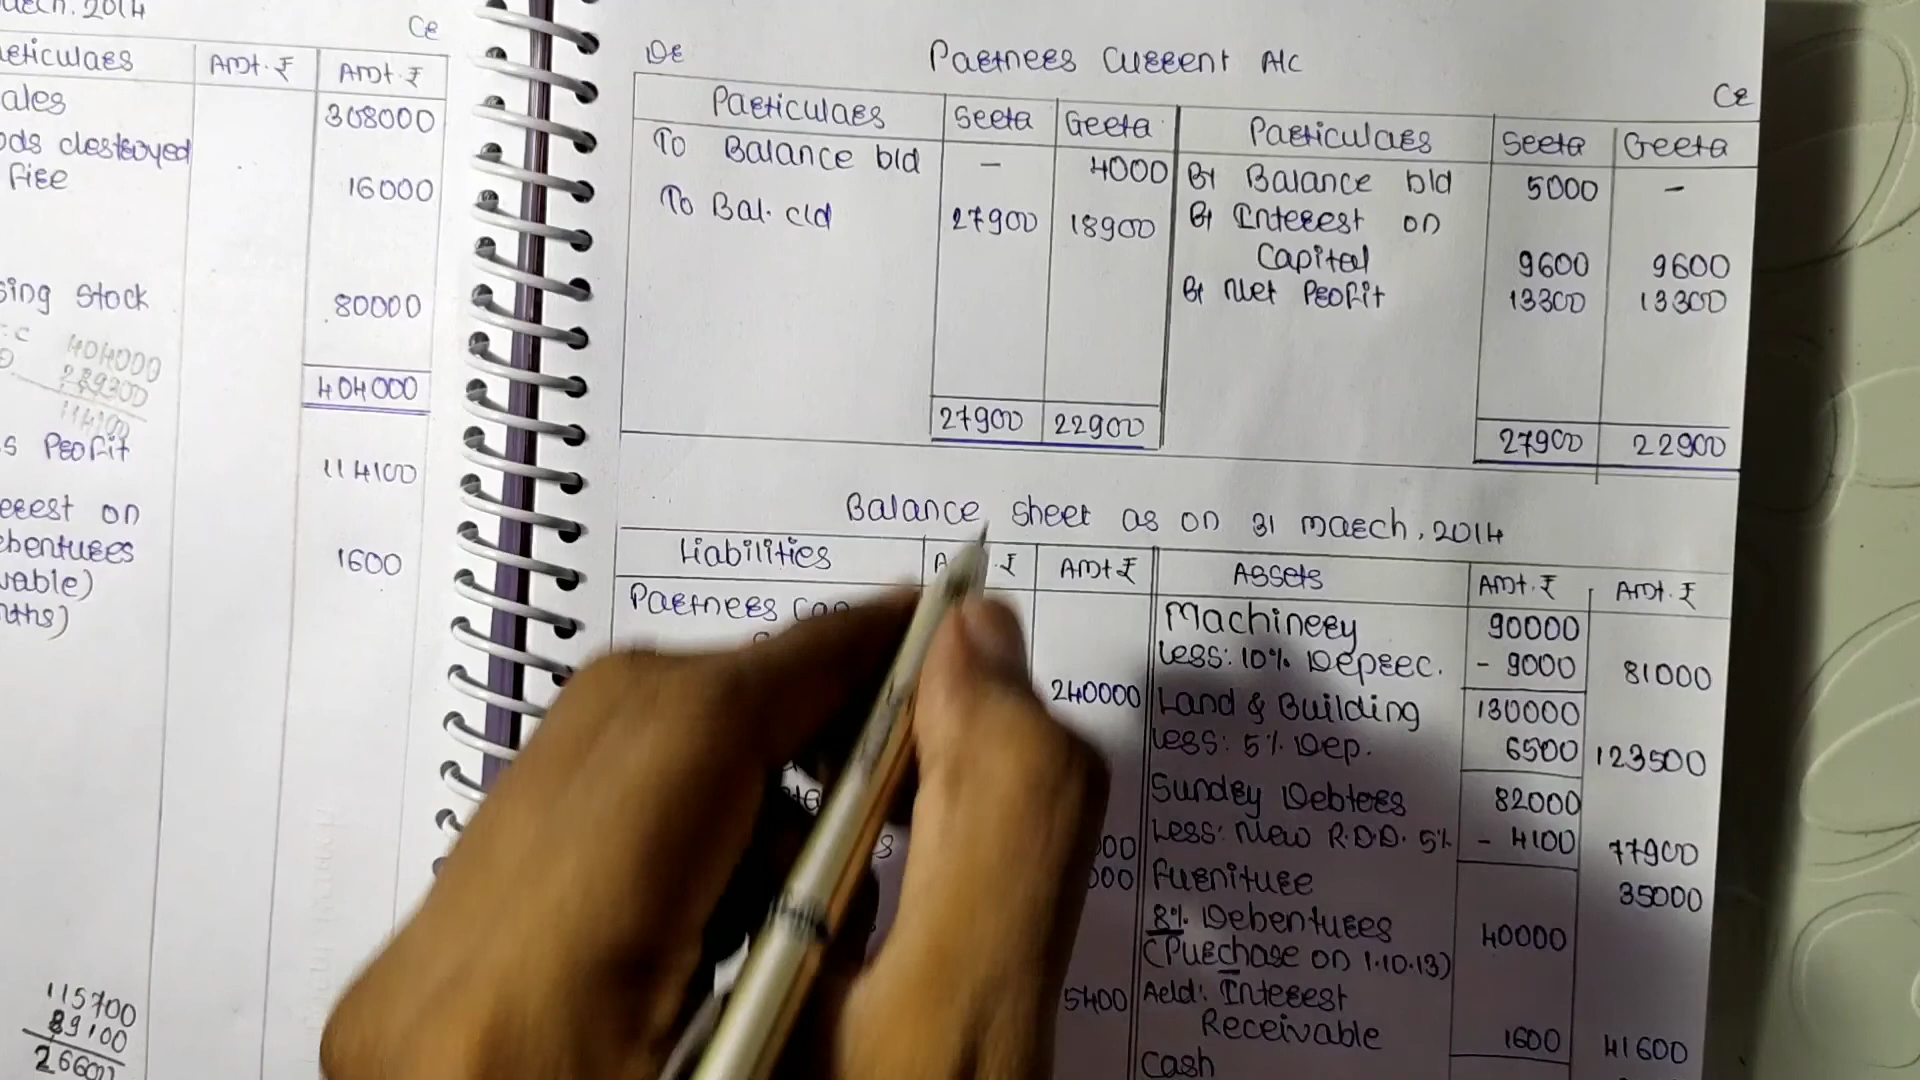 2014
Cr
Particulars Amt. ₹ Amt. ₹
ales 308000
ods destroyed
fire 16000
sing Stock 80000
404000
289300
114100
404000
s Profit 114100
erest on
ebentures 1600
vable)
nths)
115700
89100
26600
Dr Partners Current A/c Cr
Particulars Seeta Geeta Particulars Seeta Geeta
To Balance b/d - 4000 By Balance b/d 5000 -
To Bal. c/d 27900 18900 By Interest on
Capital 9600 9600
By Net Profit 13300 13300
27900 22900 27900 22900
Balance sheet as on 31 March, 2014
Liabilities A .₹ Amt ₹ Assets Amt. ₹ Amt. ₹
Partners cap Machinery 90000
Less: 10% Deprec. - 9000 81000
240000 Land & Building 130000
Less: 5% Dep. 6500 123500
Sundry Debtors 82000
s 00 Less: New R.D.D. 5% - 4100 77900
000 Furniture 35000
8% Debentures 40000
(Purchase on 1.10.13)
5400 Add: Interest
Receivable 1600 41600
Cash